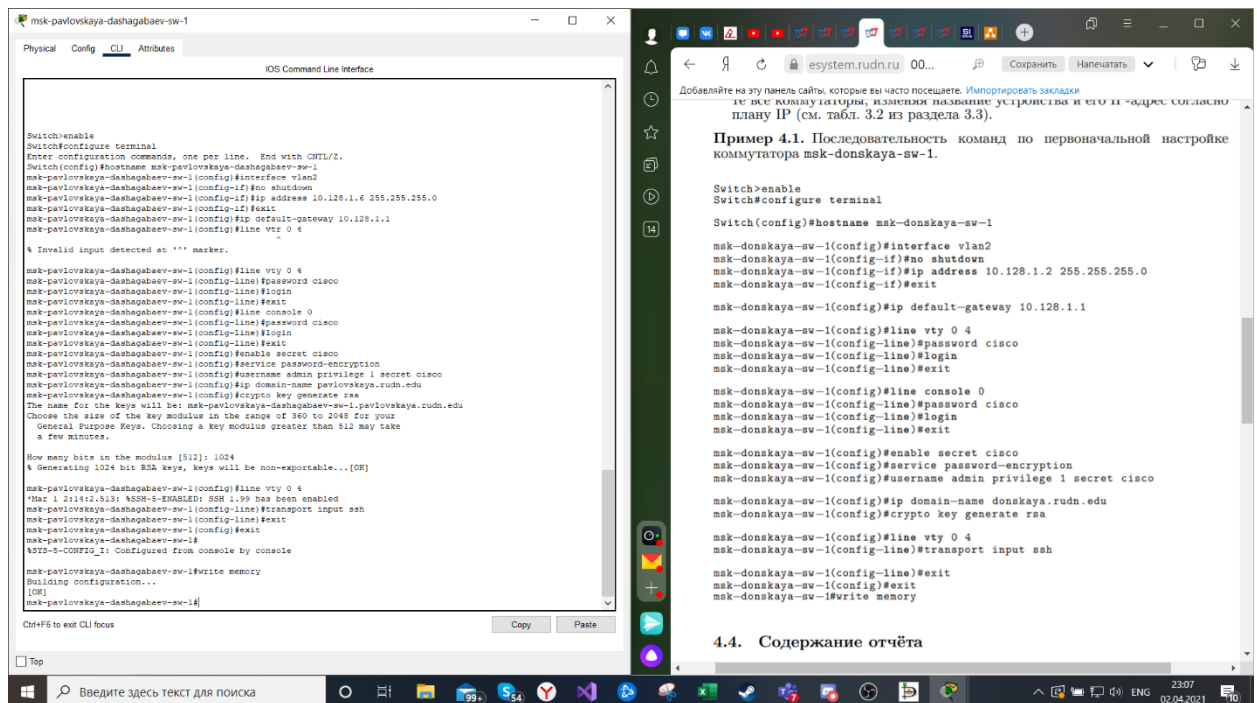 msk-pavlovskaya-dashagabaev-sw-1
Physical Config CLI Attributes
IOS Command Line Interface
Switch>enable
Switch#configure terminal
Enter configuration commands, one per line. End with CNTL/Z.
Switch(config)#hostname msk-pavlovskaya-dashagabaev-sw-1
msk-pavlovskaya-dashagabaev-sw-1(config)#interface vlan2
msk-pavlovskaya-dashagabaev-sw-1(config-if)#no shutdown
msk-pavlovskaya-dashagabaev-sw-1(config-if)#ip address 10.128.1.6 255.255.255.0
msk-pavlovskaya-dashagabaev-sw-1(config-if)#exit
msk-pavlovskaya-dashagabaev-sw-1(config)#ip default-gateway 10.128.1.1
msk-pavlovskaya-dashagabaev-sw-1(config)#line vtr 0 4
^
% Invalid input detected at '^' marker.
msk-pavlovskaya-dashagabaev-sw-1(config)#line vty 0 4
msk-pavlovskaya-dashagabaev-sw-1(config-line)#password cisco
msk-pavlovskaya-dashagabaev-sw-1(config-line)#login
msk-pavlovskaya-dashagabaev-sw-1(config-line)#exit
msk-pavlovskaya-dashagabaev-sw-1(config)#line console 0
msk-pavlovskaya-dashagabaev-sw-1(config-line)#password cisco
msk-pavlovskaya-dashagabaev-sw-1(config-line)#login
msk-pavlovskaya-dashagabaev-sw-1(config-line)#exit
msk-pavlovskaya-dashagabaev-sw-1(config)#enable secret cisco
msk-pavlovskaya-dashagabaev-sw-1(config)#service password-encryption
msk-pavlovskaya-dashagabaev-sw-1(config)#username admin privilege 1 secret cisco
msk-pavlovskaya-dashagabaev-sw-1(config)#ip domain-name pavlovskaya.rudn.edu
msk-pavlovskaya-dashagabaev-sw-1(config)#crypto key generate rsa
The name for the keys will be: msk-pavlovskaya-dashagabaev-sw-1.pavlovskaya.rudn.edu
Choose the size of the key modulus in the range of 360 to 2048 for your
General Purpose Keys. Choosing a key modulus greater than 512 may take
a few minutes.
How many bits in the modulus [512]: 1024
% Generating 1024 bit RSA keys, keys will be non-exportable...[OK]
msk-pavlovskaya-dashagabaev-sw-1(config)#line vty 0 4
*Mar 1 2:14:2.513: %SSH-5-ENABLED: SSH 1.99 has been enabled
msk-pavlovskaya-dashagabaev-sw-1(config-line)#transport input ssh
msk-pavlovskaya-dashagabaev-sw-1(config-line)#exit
msk-pavlovskaya-dashagabaev-sw-1(config)#exit
msk-pavlovskaya-dashagabaev-sw-1#
%SYS-5-CONFIG_I: Configured from console by console
msk-pavlovskaya-dashagabaev-sw-1#write memory
Building configuration...
[OK]
msk-pavlovskaya-dashagabaev-sw-1#
Ctrl+F6 to exit CLI focus
Copy Paste
Top
14
Я esystem.rudn.ru 00... Сохранить Напечатать
Добавляйте на эту панель сайты, которые вы часто посещаете. Импортировать закладки
те все коммутаторы, изменяя название устройства и его IP-адрес согласно
плану IP (см. табл. 3.2 из раздела 3.3).
Пример 4.1. Последовательность команд по первоначальной настройке
коммутатора msk-donskaya-sw-1.
Switch>enable
Switch#configure terminal
Switch(config)#hostname msk—donskaya—sw—1
msk—donskaya—sw—1(config)#interface vlan2
msk—donskaya—sw—1(config—if)#no shutdown
msk—donskaya—sw—1(config—if)#ip address 10.128.1.2 255.255.255.0
msk—donskaya—sw—1(config—if)#exit
msk—donskaya—sw—1(config)#ip default—gateway 10.128.1.1
msk—donskaya—sw—1(config)#line vty 0 4
msk—donskaya—sw—1(config—line)#password cisco
msk—donskaya—sw—1(config—line)#login
msk—donskaya—sw—1(config—line)#exit
msk—donskaya—sw—1(config)#line console 0
msk—donskaya—sw—1(config—line)#password cisco
msk—donskaya—sw—1(config—line)#login
msk—donskaya—sw—1(config—line)#exit
msk—donskaya—sw—1(config)#enable secret cisco
msk—donskaya—sw—1(config)#service password—encryption
msk—donskaya—sw—1(config)#username admin privilege 1 secret cisco
msk—donskaya—sw—1(config)#ip domain—name donskaya.rudn.edu
msk—donskaya—sw—1(config)#crypto key generate rsa
msk—donskaya—sw—1(config)#line vty 0 4
msk—donskaya—sw—1(config—line)#transport input ssh
msk—donskaya—sw—1(config—line)#exit
msk—donskaya—sw—1(config)#exit
msk—donskaya—sw—1#write memory
4.4. Содержание отчёта
Введите здесь текст для поиска
99+
54
7
ENG
23:07
02.04.2021
10